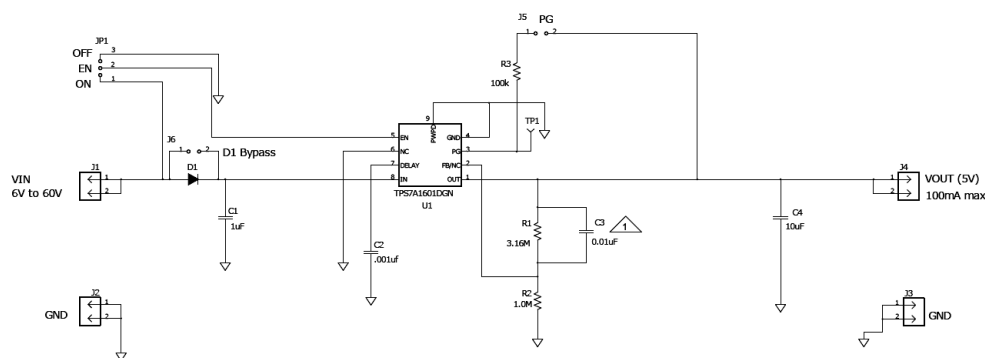 J5
PG
1
2
JP1
OFF
3
EN
2
ON
1
R3
100k
9
PWPD
TP1
J6
1
2
D1 Bypass
5
EN
GND
4
6
NC
PG
3
7
DELAY
FB/NC
2
8
IN
OUT
1
TPS7A1601DGN
U1
J1
VIN
6V to 60V
1
2
D1
J4
1
2
VOUT (5V)
100mA max
C1
1uF
R1
3.16M
C3
0.01uF
1
C4
10uF
C2
.001uf
R2
1.0M
J2
GND
1
2
J3
1
2
GND